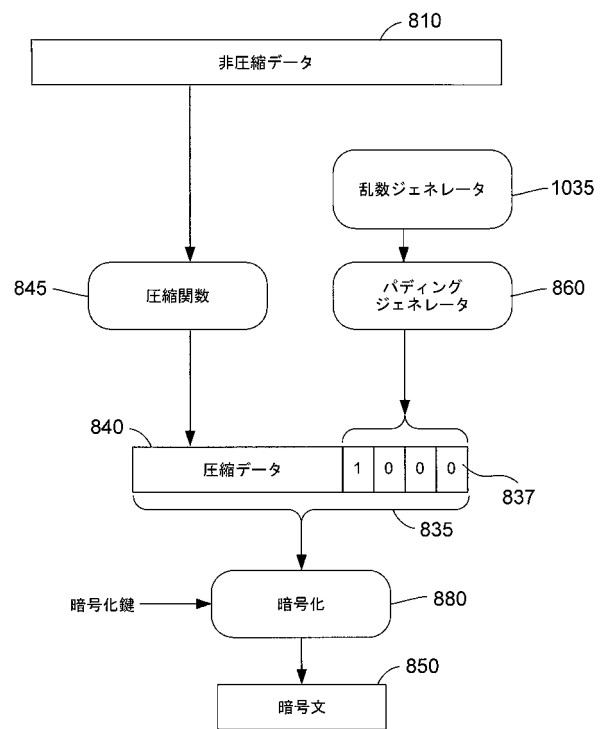 810
非圧縮データ
乱数ジェネレータ
1035
845
圧縮関数
パディング
ジェネレータ
860
840
圧縮データ
1
0
0
0
837
835
暗号化鍵
暗号化
880
850
暗号文